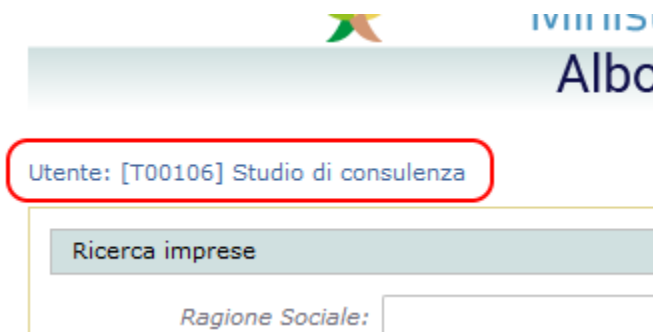 Albo
Utente: [T00106] Studio di consulenza
Ricerca imprese
Ragione Sociale: